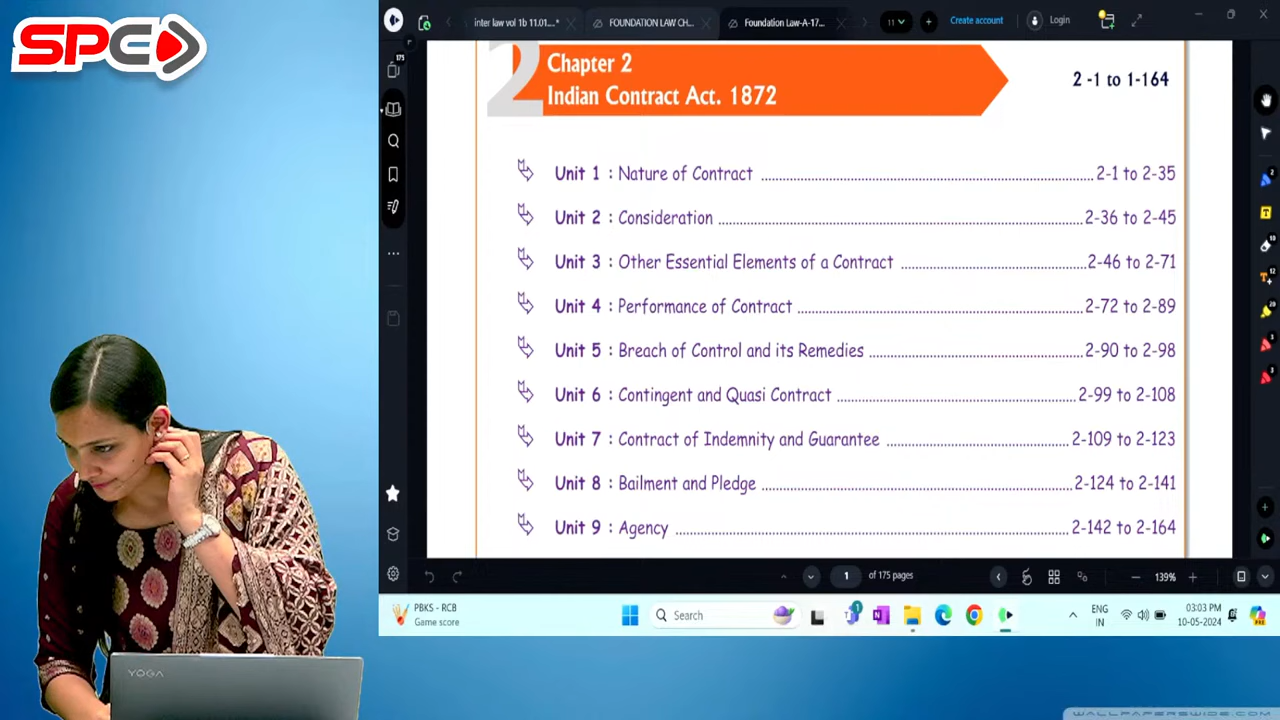 SPC
inter law vol 1b 11.01....*
FOUNDATION LAW CH...
Foundation Law-A-17...
11
Create account
Login
175
2
Chapter 2
Indian Contract Act. 1872
2 -1 to 1-164
Unit 1 : Nature of Contract 2-1 to 2-35
Unit 2 : Consideration 2-36 to 2-45
Unit 3 : Other Essential Elements of a Contract 2-46 to 2-71
Unit 4 : Performance of Contract 2-72 to 2-89
Unit 5 : Breach of Control and its Remedies 2-90 to 2-98
Unit 6 : Contingent and Quasi Contract 2-99 to 2-108
Unit 7 : Contract of Indemnity and Guarantee 2-109 to 2-123
Unit 8 : Bailment and Pledge 2-124 to 2-141
Unit 9 : Agency 2-142 to 2-164
1 of 175 pages
139%
PBKS - RCB
Game score
Search
ENG
IN
03:03 PM
10-05-2024
YOGA
WALLPAPERSWIDE.COM